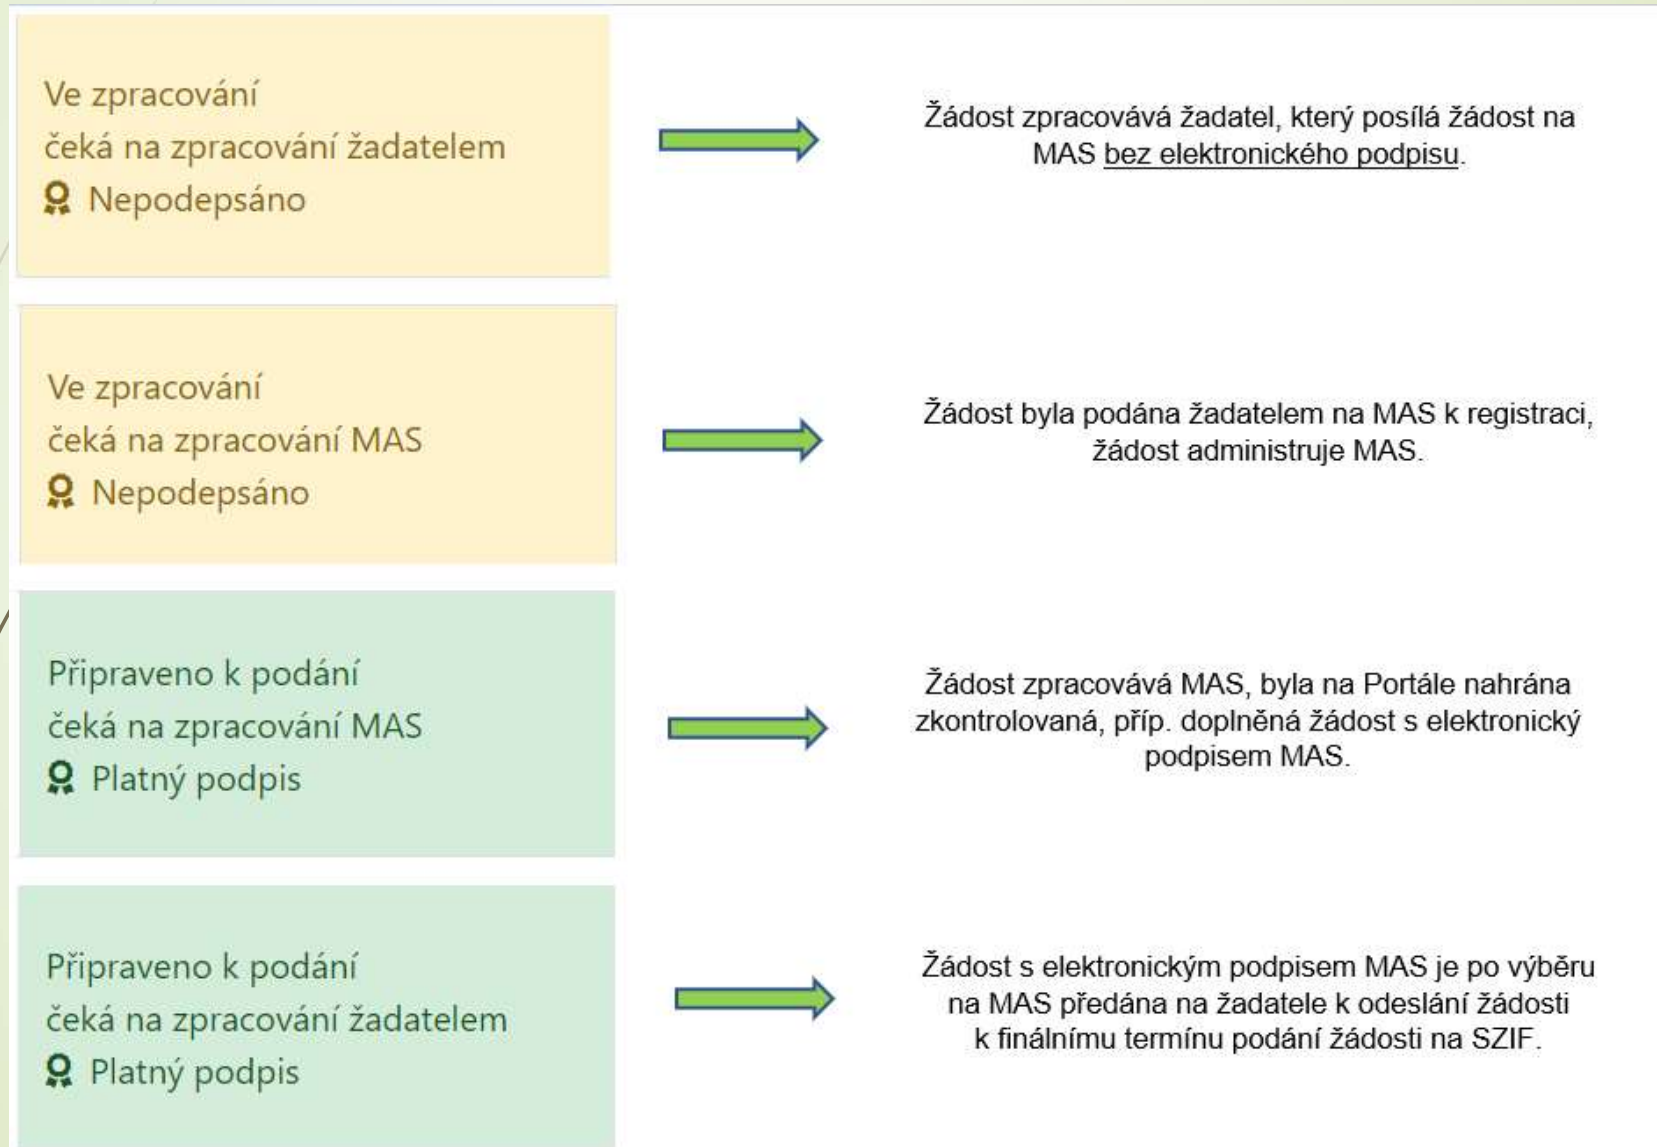 Ve zpracování
čeká na zpracování žadatelem
Nepodepsáno
Žádost zpracovává žadatel, který posílá žádost na
MAS bez elektronického podpisu.
Ve zpracování
čeká na zpracování MAS
Nepodepsáno
Žádost byla podána žadatelem na MAS k registraci,
žádost administruje MAS.
Připraveno k podání
čeká na zpracování MAS
Platný podpis
Žádost zpracovává MAS, byla na Portále nahrána
zkontrolovaná, příp. doplněná žádost s elektronický
podpisem MAS.
Připraveno k podání
čeká na zpracování žadatelem
Platný podpis
Žádost s elektronickým podpisem MAS je po výběru
na MAS předána na žadatele k odeslání žádosti
k finálnímu termínu podání žádosti na SZIF.